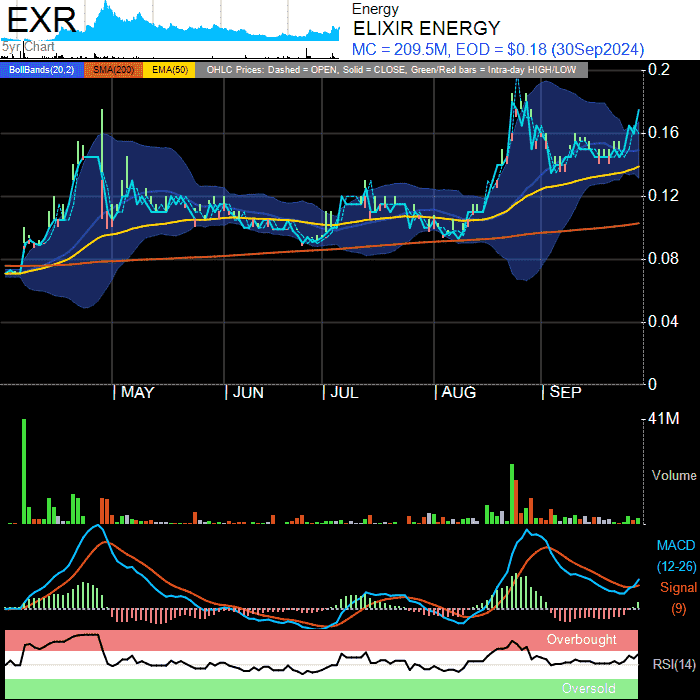 EXR
5yr Chart
Energy
ELIXIR ENERGY
MC = 209.5M, EOD = $0.18 (30Sep2024)
BollBands(20,2) SMA(200) EMA(50) OHLC Prices: Dashed = OPEN, Solid = CLOSE, Green/Red bars = Intra-day HIGH/LOW
0.2
0.16
0.12
0.08
0.04
0
MAY JUN JUL AUG SEP
41M
Volume
MACD
(12-26)
Signal
(9)
Overbought
RSI(14)
Oversold